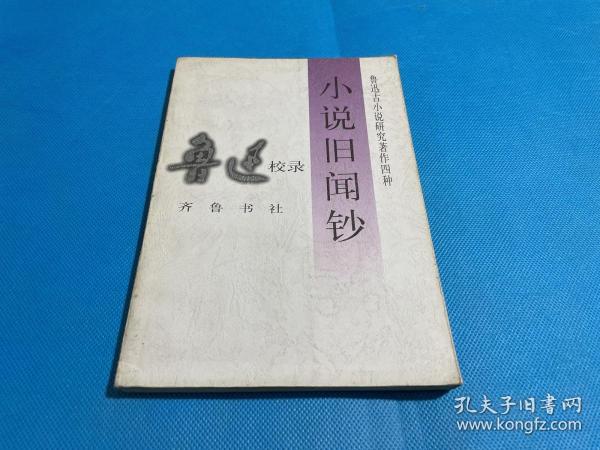 鲁迅古小说研究著作四种
小说旧闻钞
鲁迅校录
齐鲁书社
孔夫子旧书网
www.kongfz.com